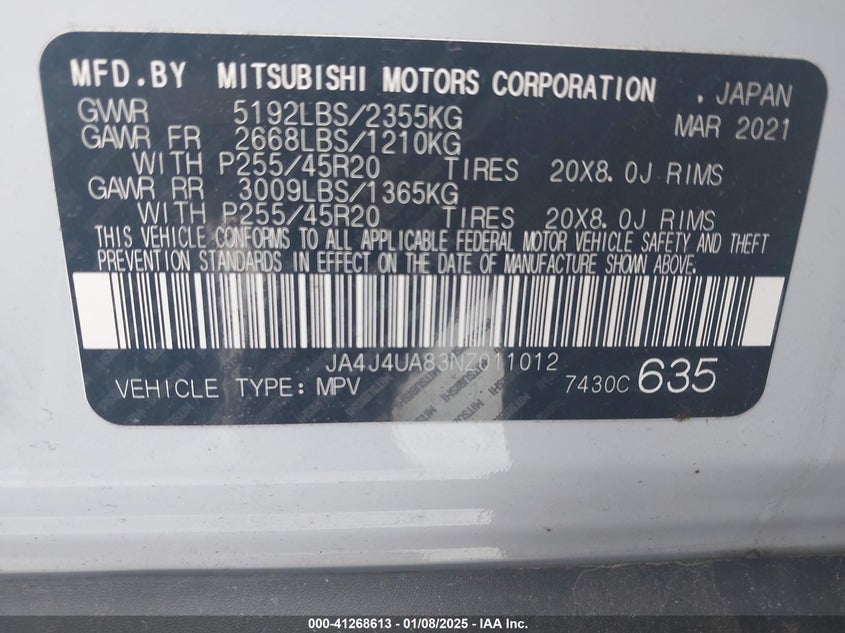 MFD.BY MITSUBISHI MOTORS CORPORATION . JAPAN
GVWR 5192LBS/2355KG MAR 2021
GAWR FR 2668LBS/1210KG
WITH P255/45R20 TIRES 20X8.0J RIMS
GAWR RR 3009LBS/1365KG
WITH P255/45R20 TIRES 20X8.0J RIMS
THIS VEHICLE CONFORMS TO ALL APPLICABLE FEDERAL MOTOR VEHICLE SAFETY AND THEFT
PREVENTION STANDARDS IN EFFECT ON THE DATE OF MANUFACTURE SHOWN ABOVE.
JA4J4UA83NZ011012
VEHICLE TYPE: MPV 7430C 635
000-41268613 - 01/08/2025 - IAA Inc.